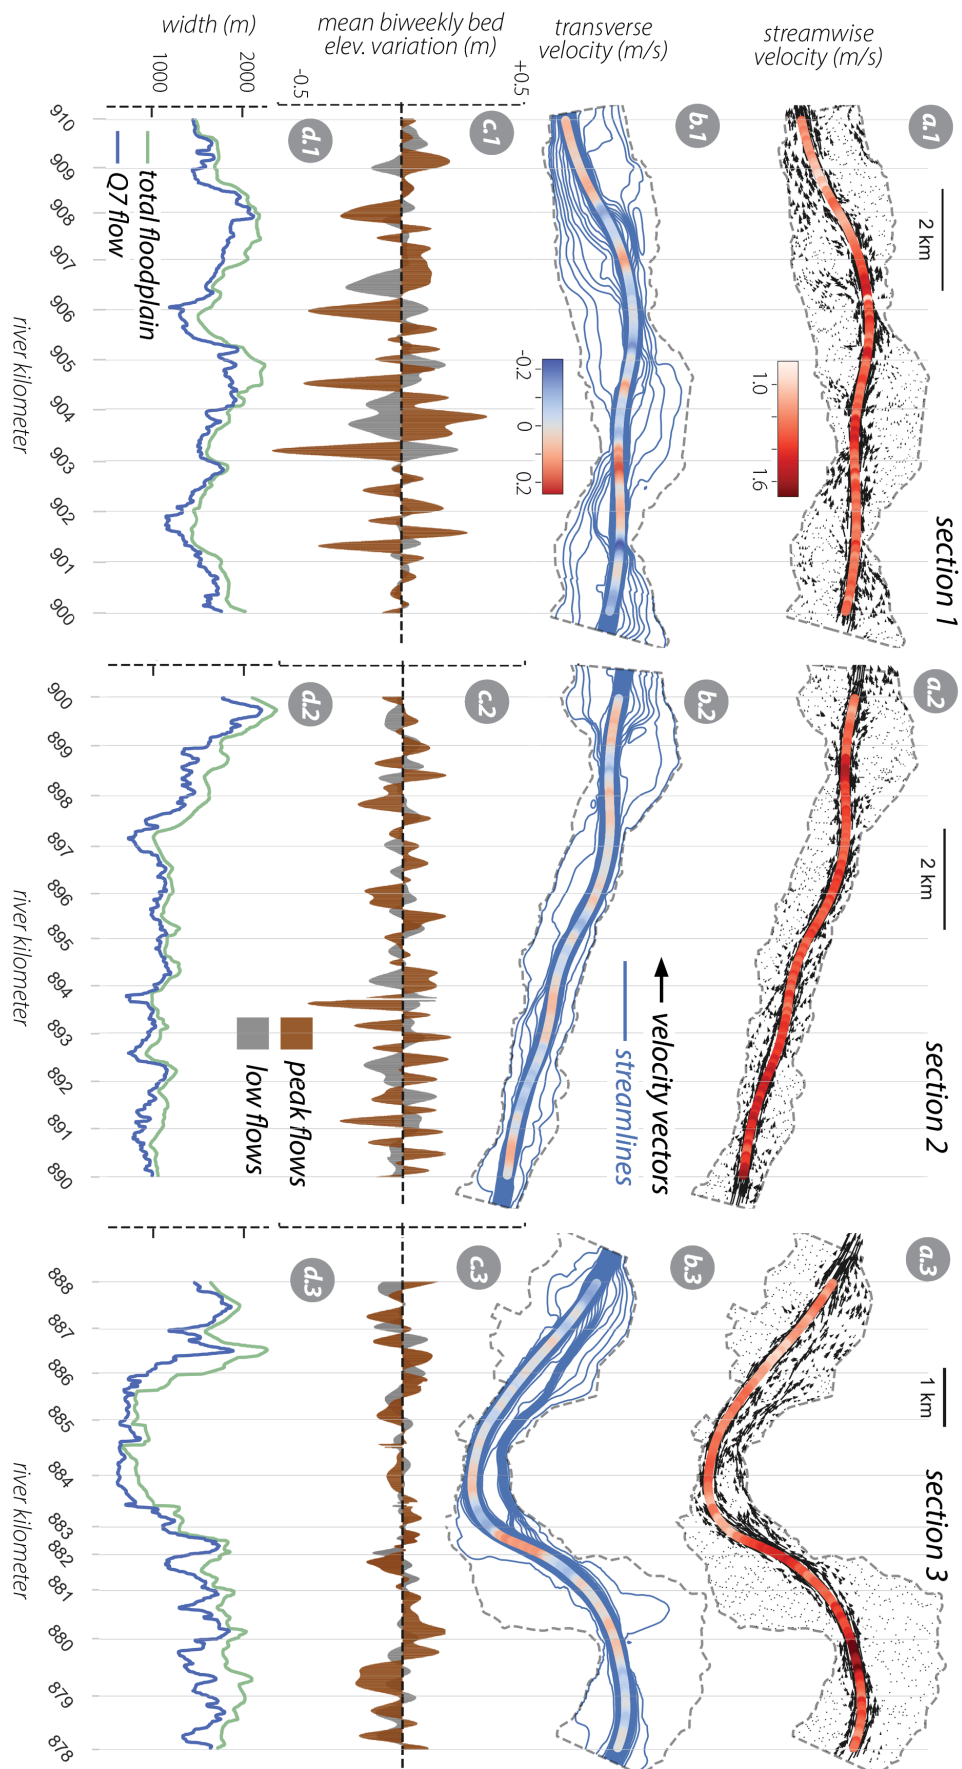 section 1
section 2
section 3
streamwise
velocity (m/s)
a.1
2 km
1.0
1.6
a.2
2 km
a.3
1 km
transverse
velocity (m/s)
b.1
-0.2
0
0.2
b.2
velocity vectors
streamlines
b.3
mean biweekly bed
elev. variation (m)
+0.5
-0.5
c.1
c.2
peak flows
low flows
c.3
width (m)
2000
1000
d.1
total floodplain
Q7 flow
d.2
d.3
910 909 908 907 906 905 904 903 902 901 900
900 899 898 897 896 895 894 893 892 891 890
888 887 886 885 884 883 882 881 880 879 878
river kilometer
river kilometer
river kilometer